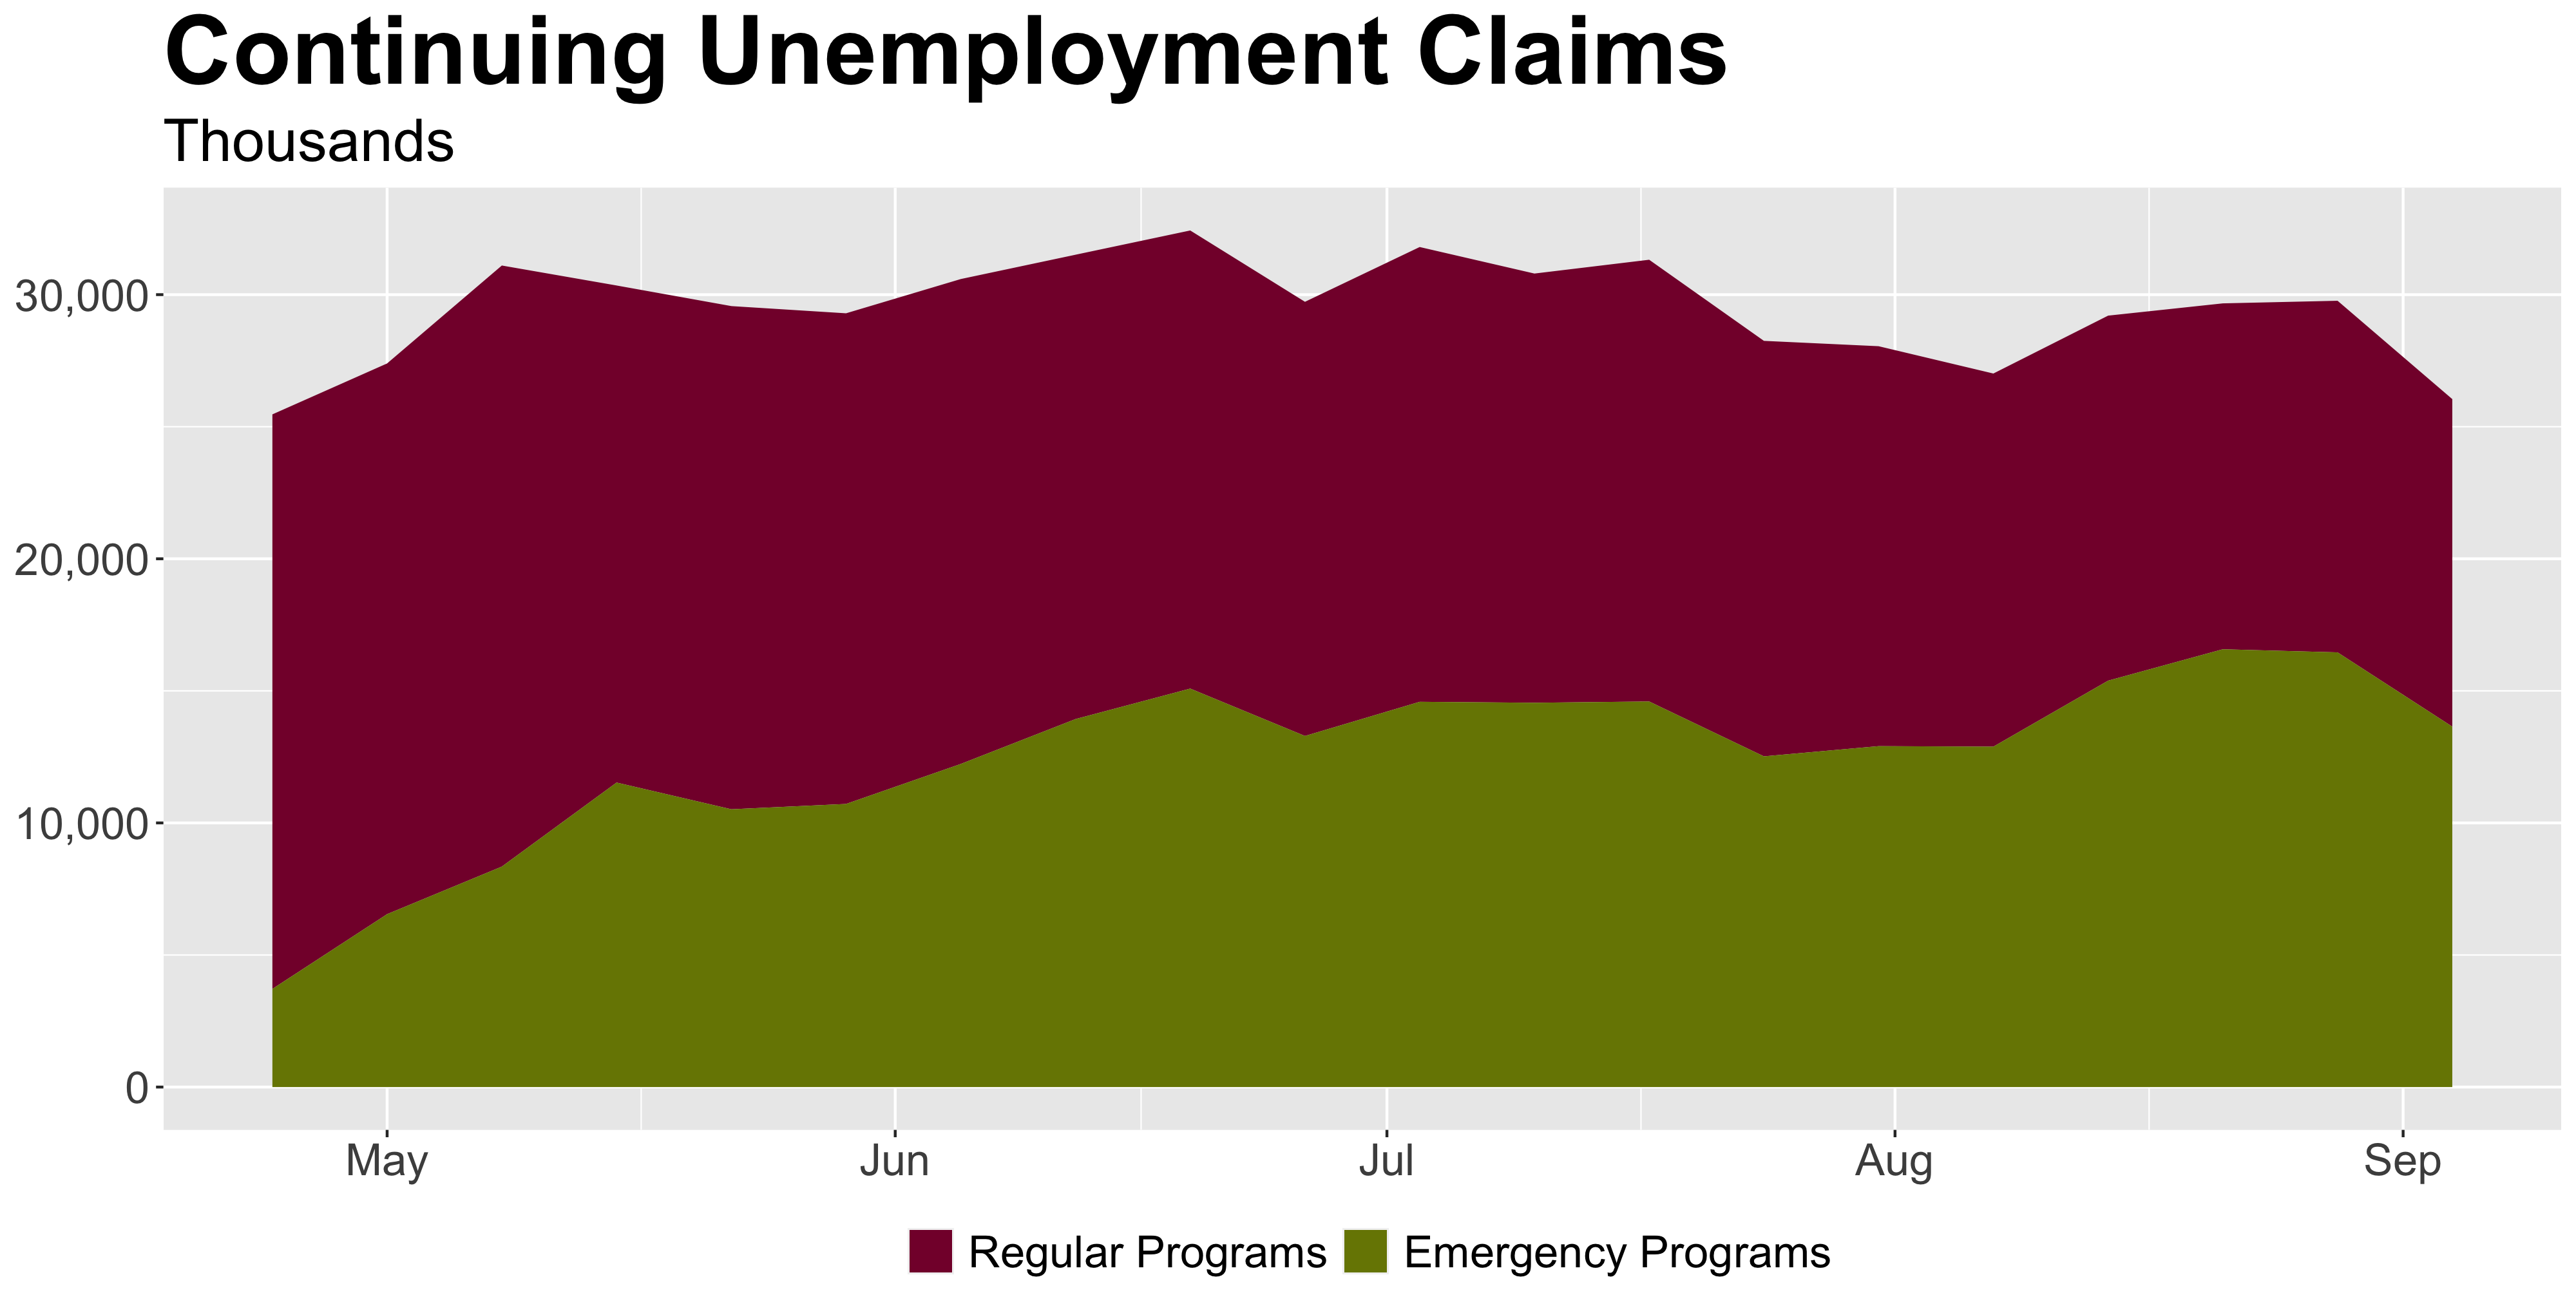 Continuing Unemployment Claims
Thousands
30,000
20,000
10,000
0
May Jun Jul Aug Sep
Regular Programs Emergency Programs